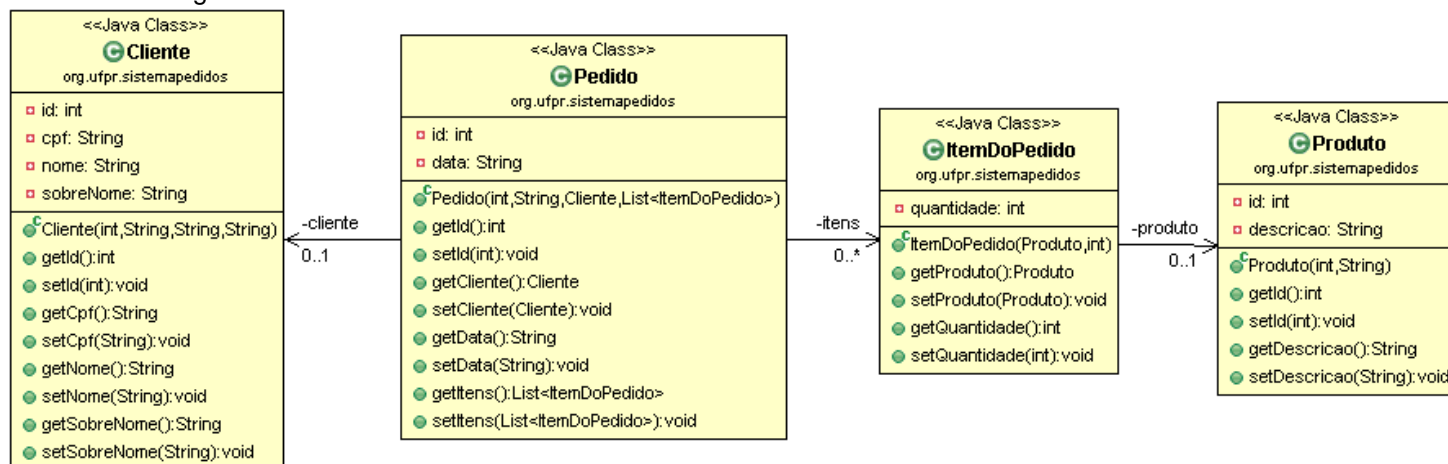 <<Java Class>>
Cliente
org.ufpr.sistemapedidos
id: int
cpf: String
nome: String
sobreNome: String
Cliente(int,String,String,String)
getId():int
setId(int):void
getCpf():String
setCpf(String):void
getNome():String
setNome(String):void
getSobreNome():String
setSobreNome(String):void
-cliente
0..1
<<Java Class>>
Pedido
org.ufpr.sistemapedidos
id: int
data: String
Pedido(int,String,Cliente,List<ItemDoPedido>)
getId():int
setId(int):void
getCliente():Cliente
setCliente(Cliente):void
getData():String
setData(String):void
getItens():List<ItemDoPedido>
setItens(List<ItemDoPedido>):void
-itens
0..*
<<Java Class>>
ItemDoPedido
org.ufpr.sistemapedidos
quantidade: int
ItemDoPedido(Produto,int)
getProduto():Produto
setProduto(Produto):void
getQuantidade():int
setQuantidade(int):void
-produto
0..1
<<Java Class>>
Produto
org.ufpr.sistemapedidos
id: int
descricao: String
Produto(int,String)
getId():int
setId(int):void
getDescricao():String
setDescricao(String):void